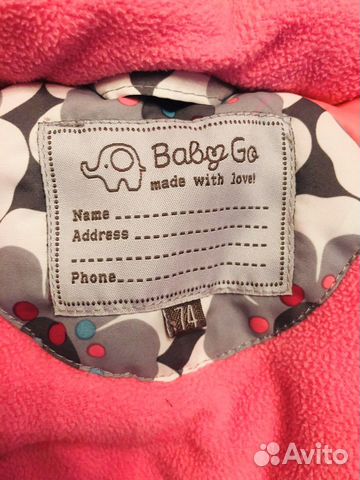 Baby Go
made with love!
Name
Address
Phone
74
Avito